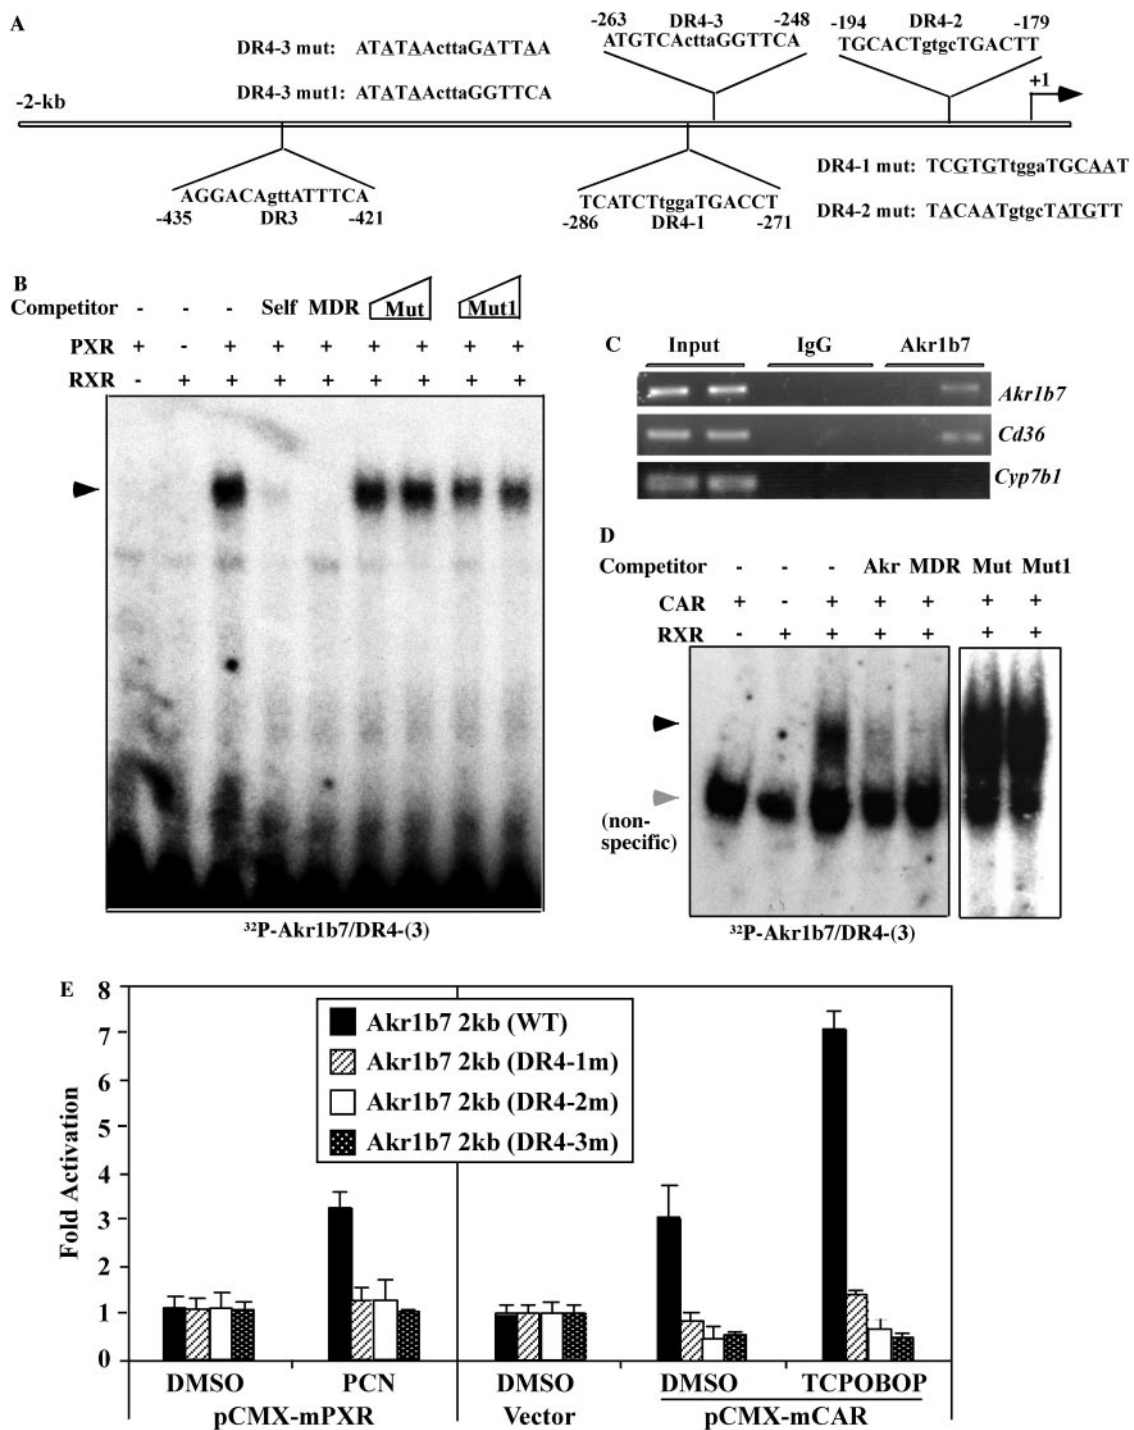 A
-263 DR4-3 -248
ATGTCActtaGGTTCA
-194 DR4-2 -179
TGCACTgtgcTGACTT
DR4-3 mut: ATATAActtaGATTAA
DR4-3 mut1: ATATAActtaGGTTCA
-2-kb
+1
AGGACAgttATTTCA
-435 DR3 -421
TCATCTtggaTGACCT
-286 DR4-1 -271
DR4-1 mut: TCGTGTtggaTGCAAT
DR4-2 mut: TACAATgtgcTATGTT
B
Competitor - - - Self MDR Mut Mut1
PXR + - + + + + + + +
RXR - + + + + + + + +
32P-Akr1b7/DR4-(3)
C
Input IgG Akr1b7
Akr1b7
Cd36
Cyp7b1
D
Competitor - - - Akr MDR Mut Mut1
CAR + - + + + + +
RXR - + + + + + +
(non-
specific)
32P-Akr1b7/DR4-(3)
E
Fold Activation
8
7
6
5
4
3
2
1
0
Akr1b7 2kb (WT)
Akr1b7 2kb (DR4-1m)
Akr1b7 2kb (DR4-2m)
Akr1b7 2kb (DR4-3m)
DMSO PCN DMSO DMSO TCPOBOP
pCMX-mPXR Vector pCMX-mCAR